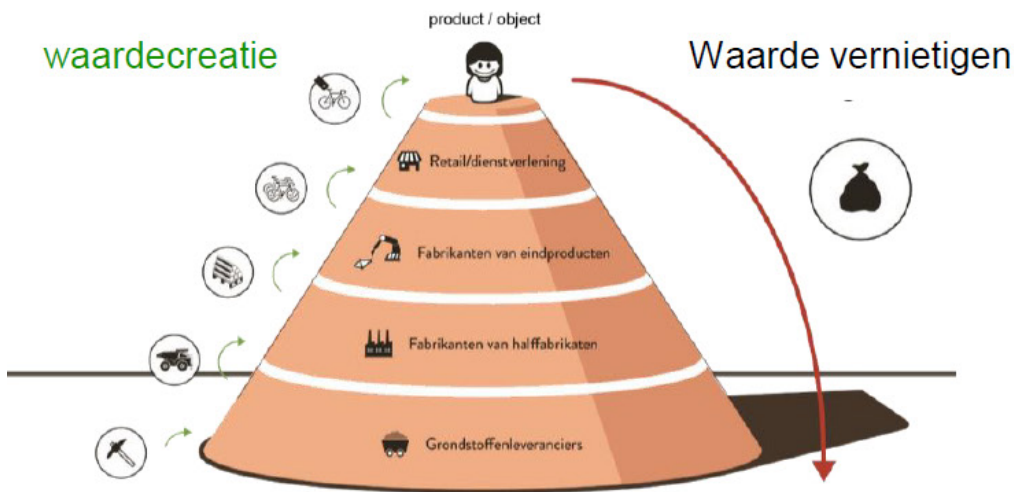 product / object
waardecreatie
Waarde vernietigen
Retail/dienstverlening
Fabrikanten van eindproducten
Fabrikanten van halffabrikaten
Grondstoffenleveranciers